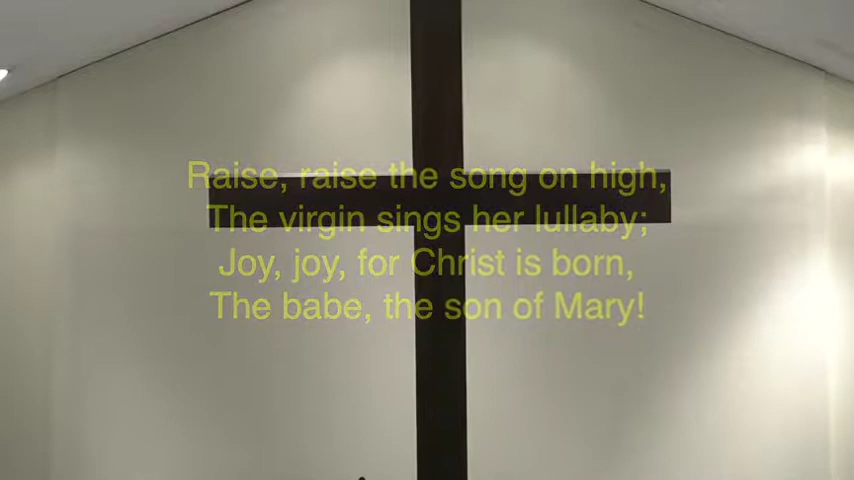 Raise, raise the song on high,
The virgin sings her lullaby;
Joy, joy, for Christ is born,
The babe, the son of Mary!